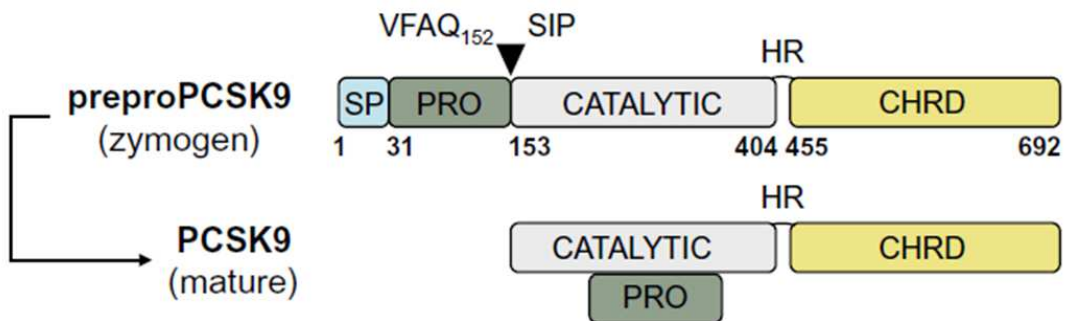 VFAQ152 SIP
HR
preproPCSK9
(zymogen)
SP PRO CATALYTIC CHRD
1 31 153 404 455 692
HR
PCSK9
(mature)
CATALYTIC CHRD
PRO